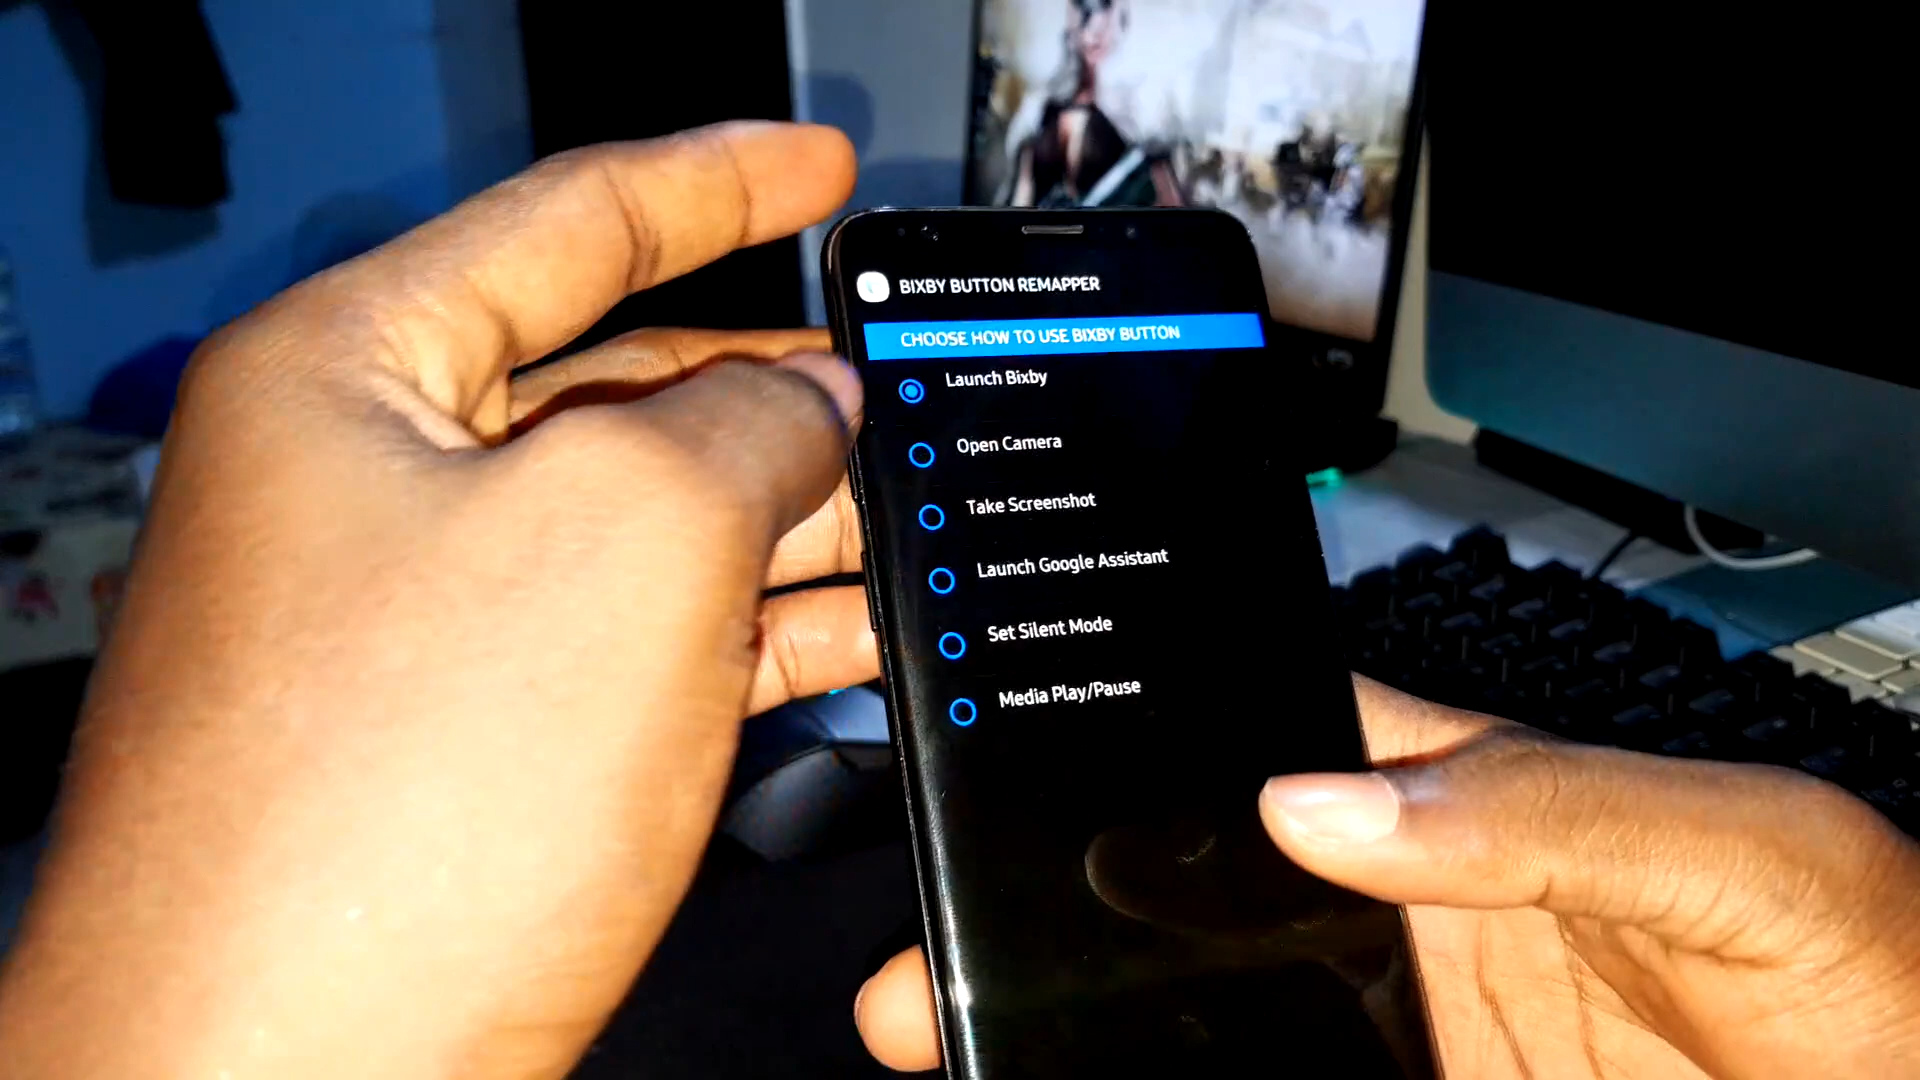 BIXBY BUTTON REMAPPER
CHOOSE HOW TO USE BIXBY BUTTON
Launch Bixby
Open Camera
Take Screenshot
Launch Google Assistant
Set Silent Mode
Media Play/Pause